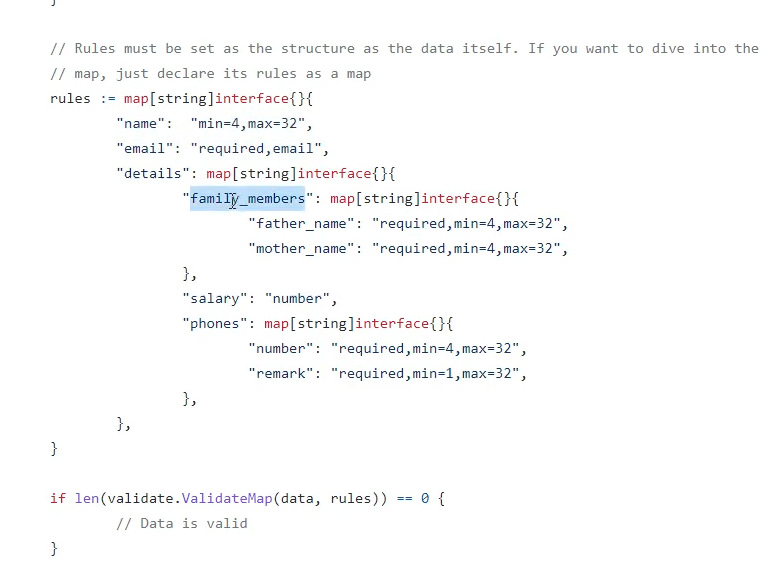 }
// Rules must be set as the structure as the data itself. If you want to dive into the
// map, just declare its rules as a map
rules := map[string]interface{}{
"name":  "min=4,max=32",
"email": "required,email",
"details": map[string]interface{}{
"family_members": map[string]interface{}{
"father_name": "required,min=4,max=32",
"mother_name": "required,min=4,max=32",
},
"salary": "number",
"phones": map[string]interface{}{
"number": "required,min=4,max=32",
"remark": "required,min=1,max=32",
},
},
}
if len(validate.ValidateMap(data, rules)) == 0 {
// Data is valid
}